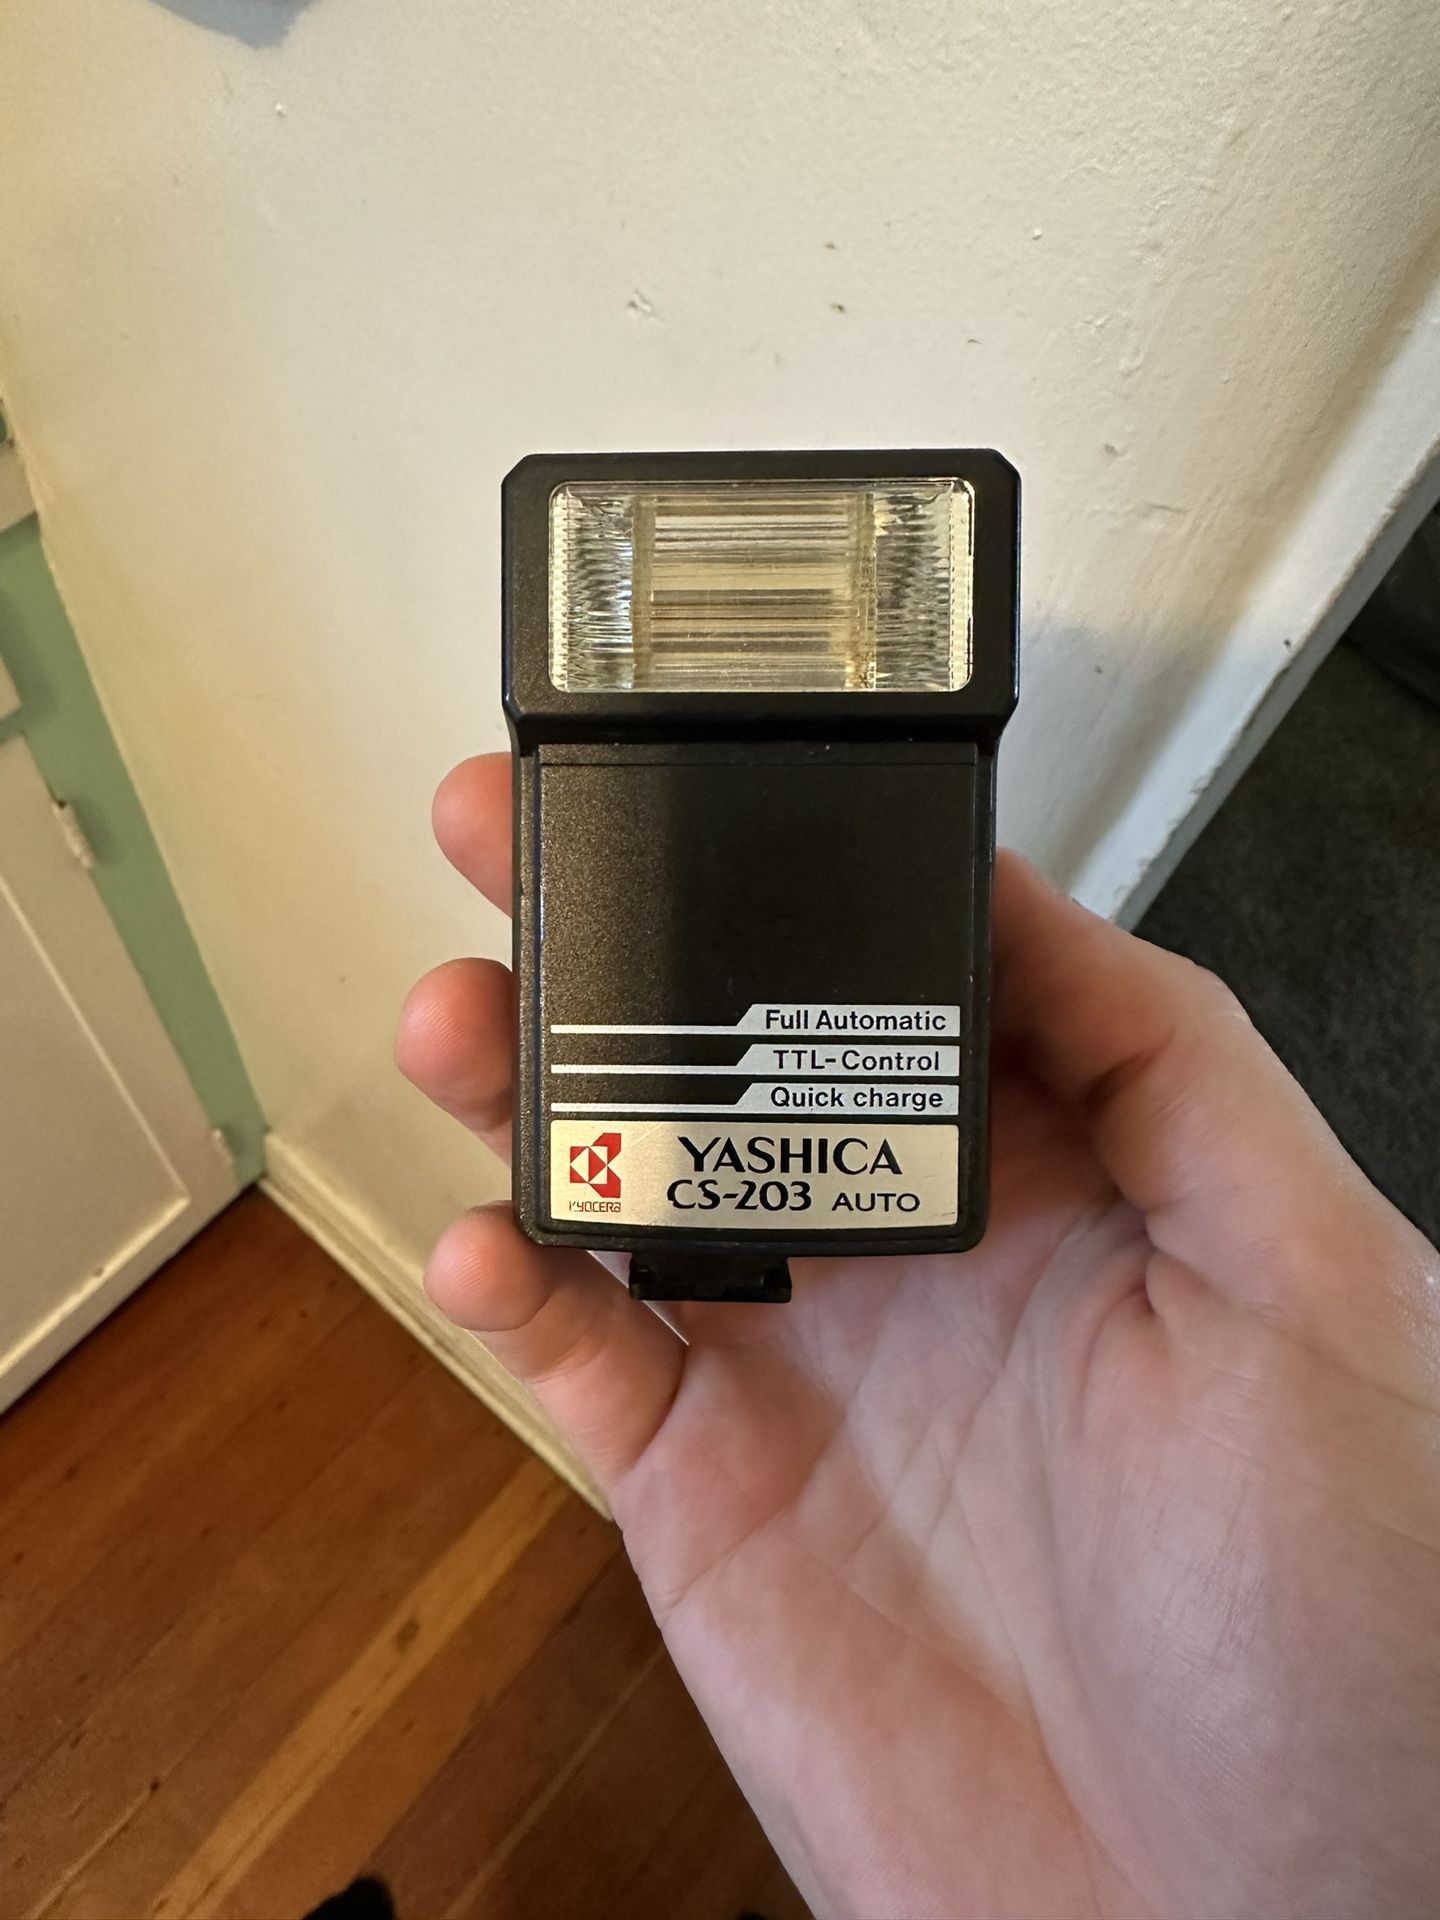 Full Automatic
TTL-Control
Quick charge
YASHICA
CS-203 AUTO
KYOCERA